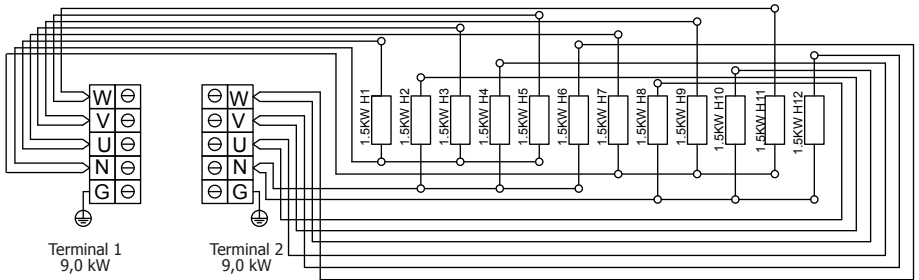 W
V
U
N
G
W
V
U
N
G
Terminal 1
9,0 kW
Terminal 2
9,0 kW
1.5KW H1
1.5KW H2
1.5KW H3
1.5KW H4
1.5KW H5
1.5KW H6
1.5KW H7
1.5KW H8
1.5KW H9
1.5KW H10
1.5KW H11
1.5KW H12